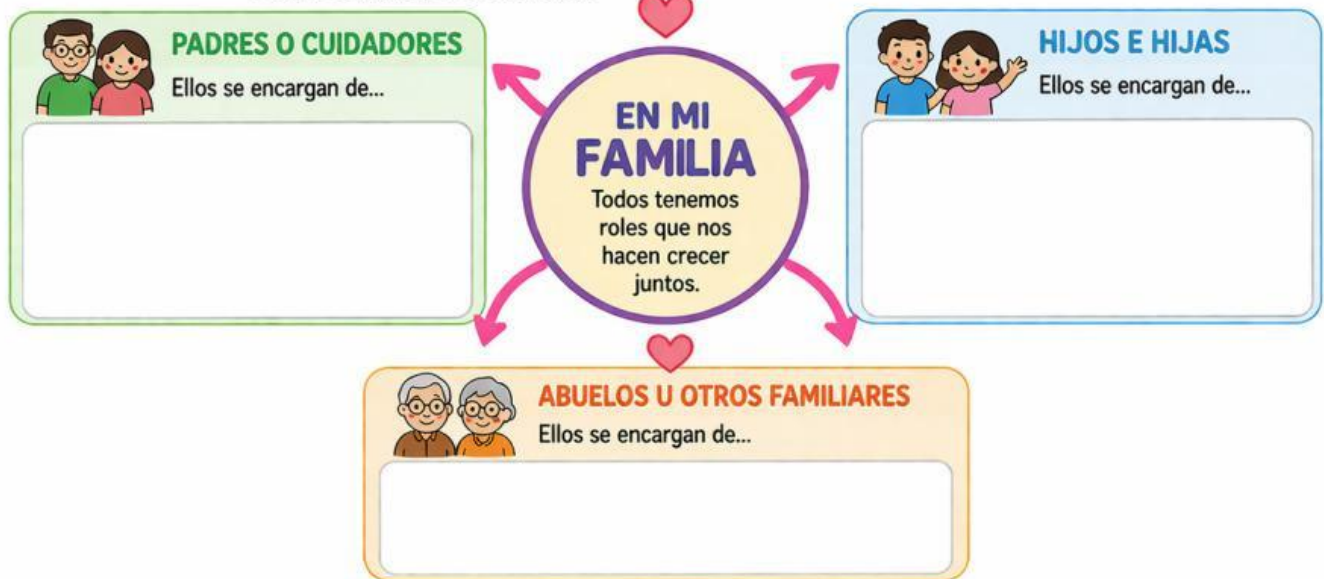 PADRES O CUIDADORES
Ellos se encargan de...
EN MI
FAMILIA
Todos tenemos
roles que nos
hacen crecer
juntos.
HIJOS E HIJAS
Ellos se encargan de...
ABUELOS U OTROS FAMILIARES
Ellos se encargan de...